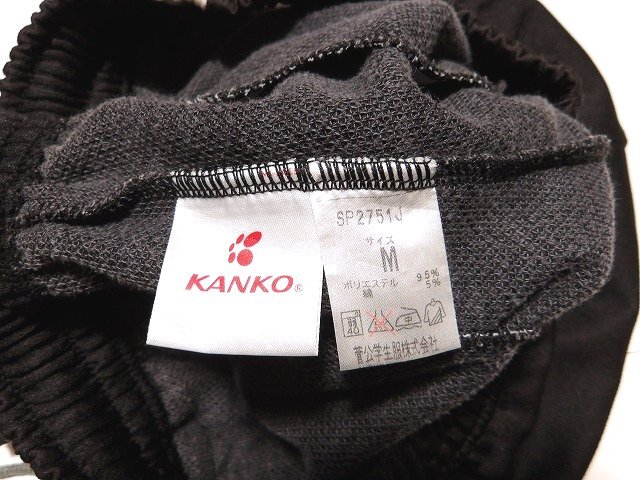 KANKO®
SP2751J
サイズ
M
ポリエステル 95%
綿 5%
菅公学生服株式会社